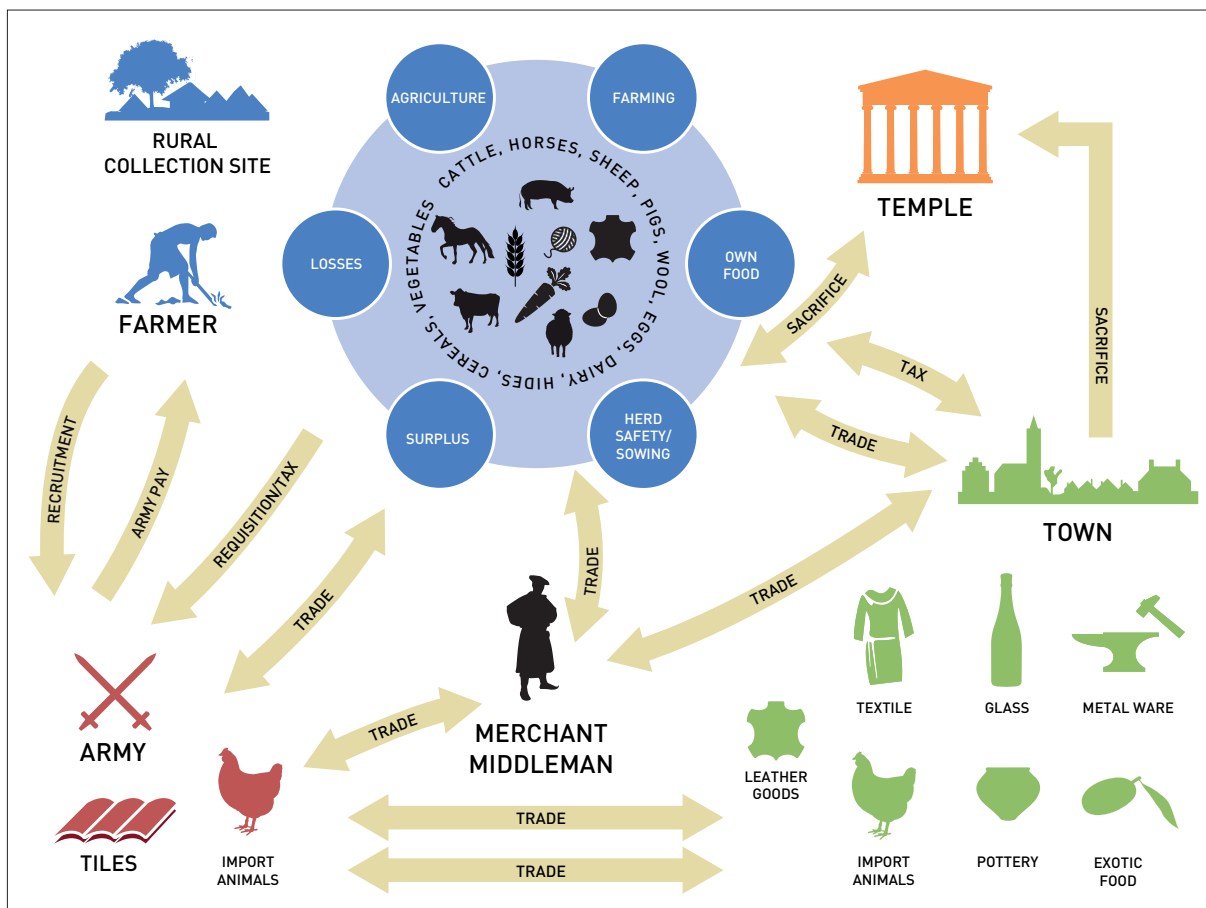 RURAL
COLLECTION SITE
FARMER
AGRICULTURE
FARMING
LOSSES
OWN
FOOD
SURPLUS
HERD
SAFETY/
SOWING
CATTLE, HORSES, SHEEP, PIGS, WOOL, EGGS, DAIRY, HIDES, CEREALS, VEGETABLES
TEMPLE
SACRIFICE
SACRIFICE
TAX
TRADE
TOWN
RECRUITMENT
ARMY PAY
REQUISITION/TAX
TRADE
TRADE
TRADE
ARMY
TRADE
MERCHANT
MIDDLEMAN
TILES
IMPORT
ANIMALS
TRADE
TRADE
TEXTILE
GLASS
METAL WARE
LEATHER
GOODS
IMPORT
ANIMALS
POTTERY
EXOTIC
FOOD